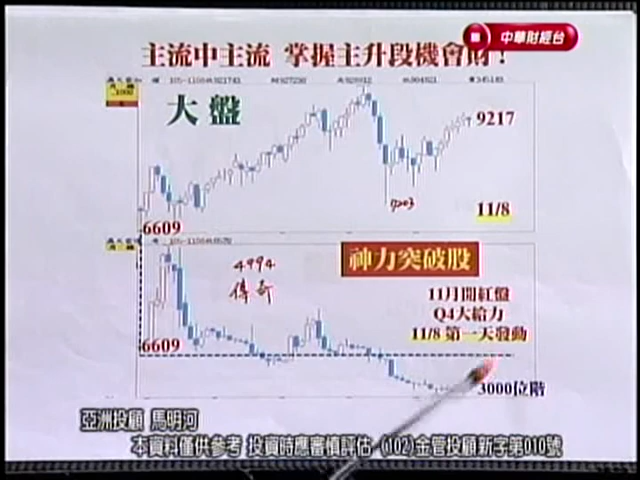 中華財經台
主流中主流 掌握主升段機會財!
大盤
9217
7203
11/8
6609
神力突破股
4994
傳奇
11月開紅盤
Q4大給力
11/8 第一天發動
6609
3000位階
亞洲投顧 馬明河
本資料僅供參考 投資時應審慎評估 (102)金管投顧新字第010號